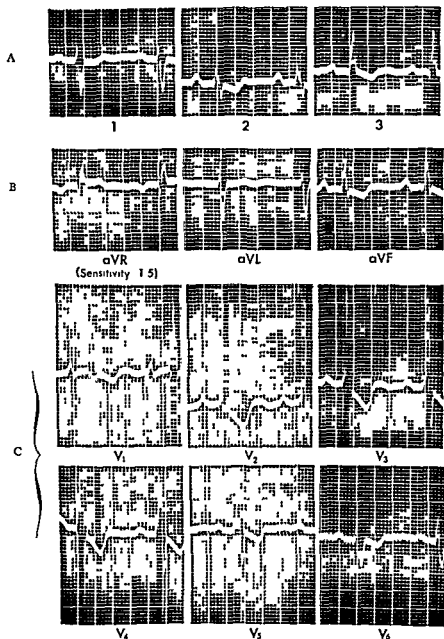 A
1 2 3
B
aVR aVL aVF
(Sensitivity 1 5)
C
V1 V2 V3
V4 V5 V6